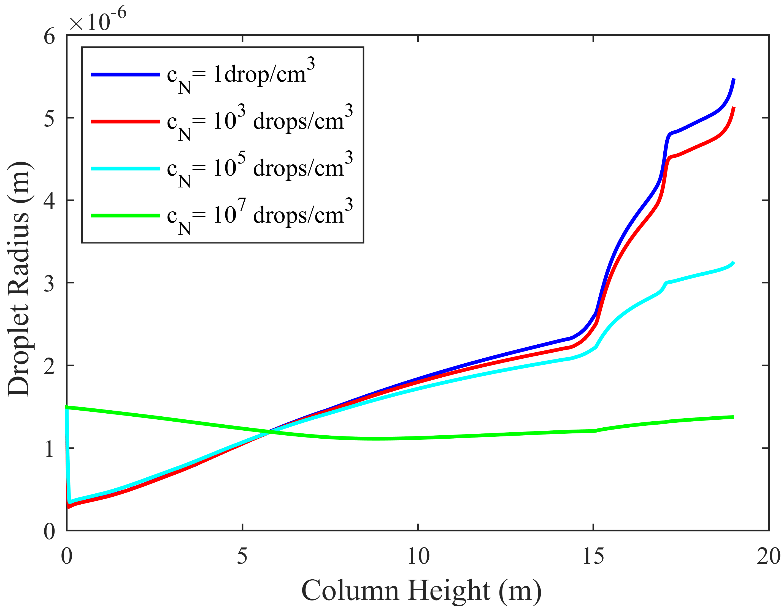 ×10⁻⁶
6
5
4
3
2
1
0
Droplet Radius (m)
c_N= 1drop/cm³
c_N= 10³ drops/cm³
c_N= 10⁵ drops/cm³
c_N= 10⁷ drops/cm³
0 5 10 15 20
Column Height (m)